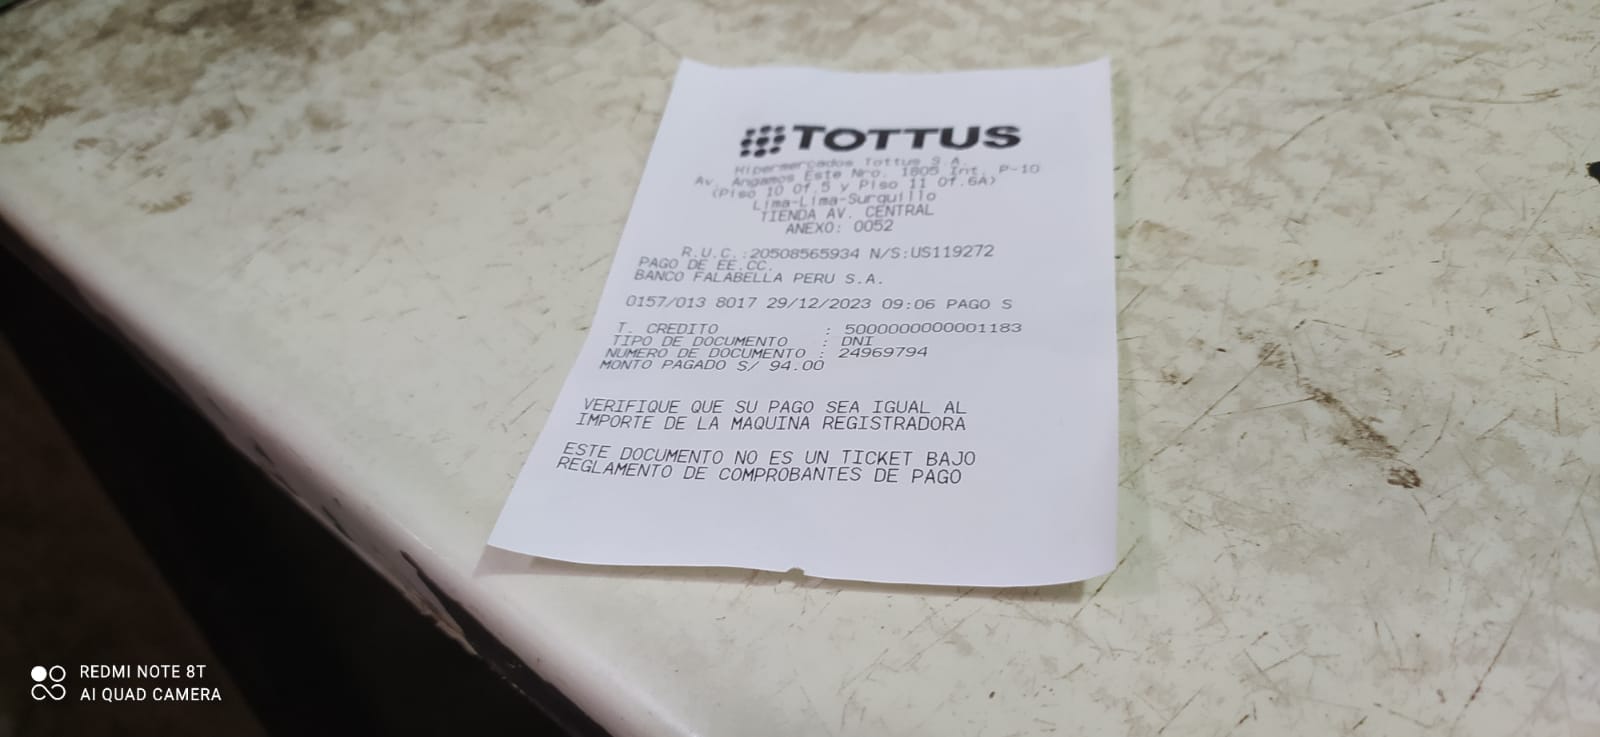 TOTTUS
Hipermercados Tottus S.A.
Av. Angamos Este Nro. 1805 Int. P-10
(Piso 10 Of.5 y Piso 11 Of.6A)
Lima-Lima-Surquillo
TIENDA AV. CENTRAL
ANEXO: 0052
R.U.C.:20508565934 N/S:US119272
PAGO DE EE.CC.
BANCO FALABELLA PERU S.A.
0157/013 8017 29/12/2023 09:06 PAGO S
T. CREDITO : 5000000000001183
TIPO DE DOCUMENTO : DNI
NUMERO DE DOCUMENTO : 24969794
MONTO PAGADO S/ 94.00
VERIFIQUE QUE SU PAGO SEA IGUAL AL
IMPORTE DE LA MAQUINA REGISTRADORA
ESTE DOCUMENTO NO ES UN TICKET BAJO
REGLAMENTO DE COMPROBANTES DE PAGO
REDMI NOTE 8T
AI QUAD CAMERA